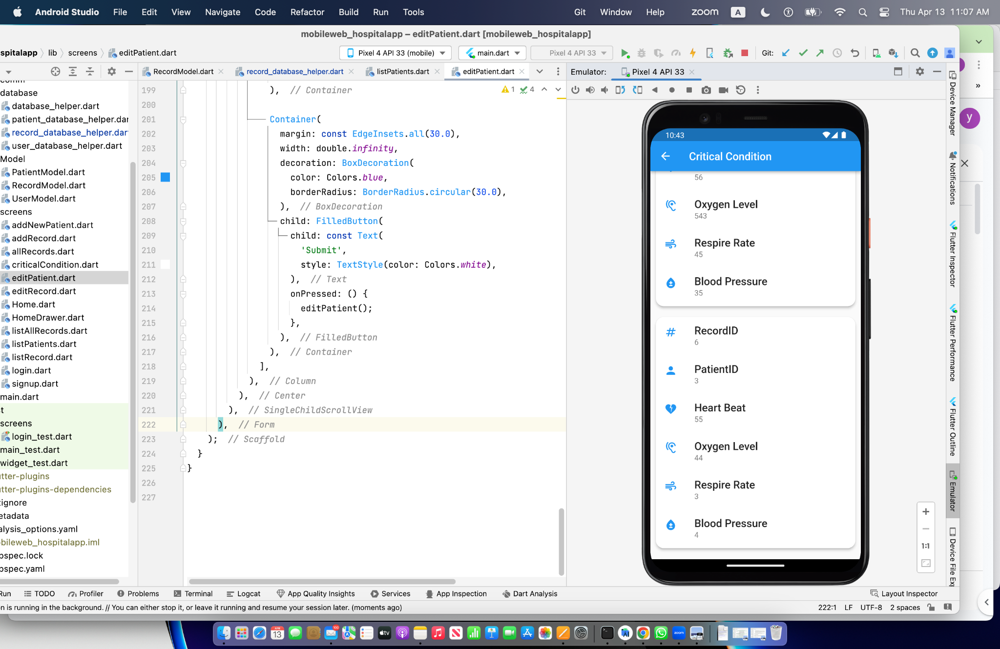 Android Studio File Edit View Navigate Code Refactor Build Run Tools Git Window Help zoom A Thu Apr 13 11:07 AM
mobileweb_hospitalapp – editPatient.dart [mobileweb_hospitalapp]
spitalapp lib screens editPatient.dart Pixel 4 API 33 (mobile) main.dart Pixel 4 API 33 Git:
RecordModel.dart record_database_helper.dart listPatients.dart editPatient.dart Emulator: Pixel 4 API 33
database
database_helper.dart
patient_database_helper.dar
record_database_helper.dar
user_database_helper.dart
Model
PatientModel.dart
RecordModel.dart
UserModel.dart
screens
addNewPatient.dart
addRecord.dart
allRecords.dart
criticalCondition.dart
editPatient.dart
editRecord.dart
Home.dart
HomeDrawer.dart
listAllRecords.dart
listPatients.dart
listRecord.dart
login.dart
signup.dart
main.dart
t
screens
login_test.dart
main_test.dart
widget_test.dart
tter-plugins
tter-plugins-dependencies
ignore
etadata
alysis_options.yaml
bileweb_hospitalapp.iml
ospec.lock
ospec.yaml
1 4
199 ), // Container
200
201 Container(
202 margin: const EdgeInsets.all(30.0),
203 width: double.infinity,
204 decoration: BoxDecoration(
205 color: Colors.blue,
206 borderRadius: BorderRadius.circular(30.0),
207 ), // BoxDecoration
208 child: FilledButton(
209 child: const Text(
210 'Submit',
211 style: TextStyle(color: Colors.white),
212 ), // Text
213 onPressed: () {
214 editPatient();
215 },
216 ), // FilledButton
217 ), // Container
218 ],
219 ), // Column
220 ), // Center
221 ), // SingleChildScrollView
222 ), // Form
223 ); // Scaffold
224 }
225 }
226
227
10:43
Critical Condition
56
Oxygen Level
543
Respire Rate
45
Blood Pressure
35
RecordID
6
PatientID
3
Heart Beat
55
Oxygen Level
44
Respire Rate
3
Blood Pressure
4
1:1
Device Manager
Notifications
Flutter Inspector
Flutter Performance
Flutter Outline
Emulator
Device File Ex
y
Run TODO Profiler Problems Terminal Logcat App Quality Insights Services App Inspection Dart Analysis Layout Inspector
n is running in the background. // You can either stop it, or leave it running and resume your session later. (moments ago) 222:1 LF UTF-8 2 spaces
APR
13
100
tv
zoom